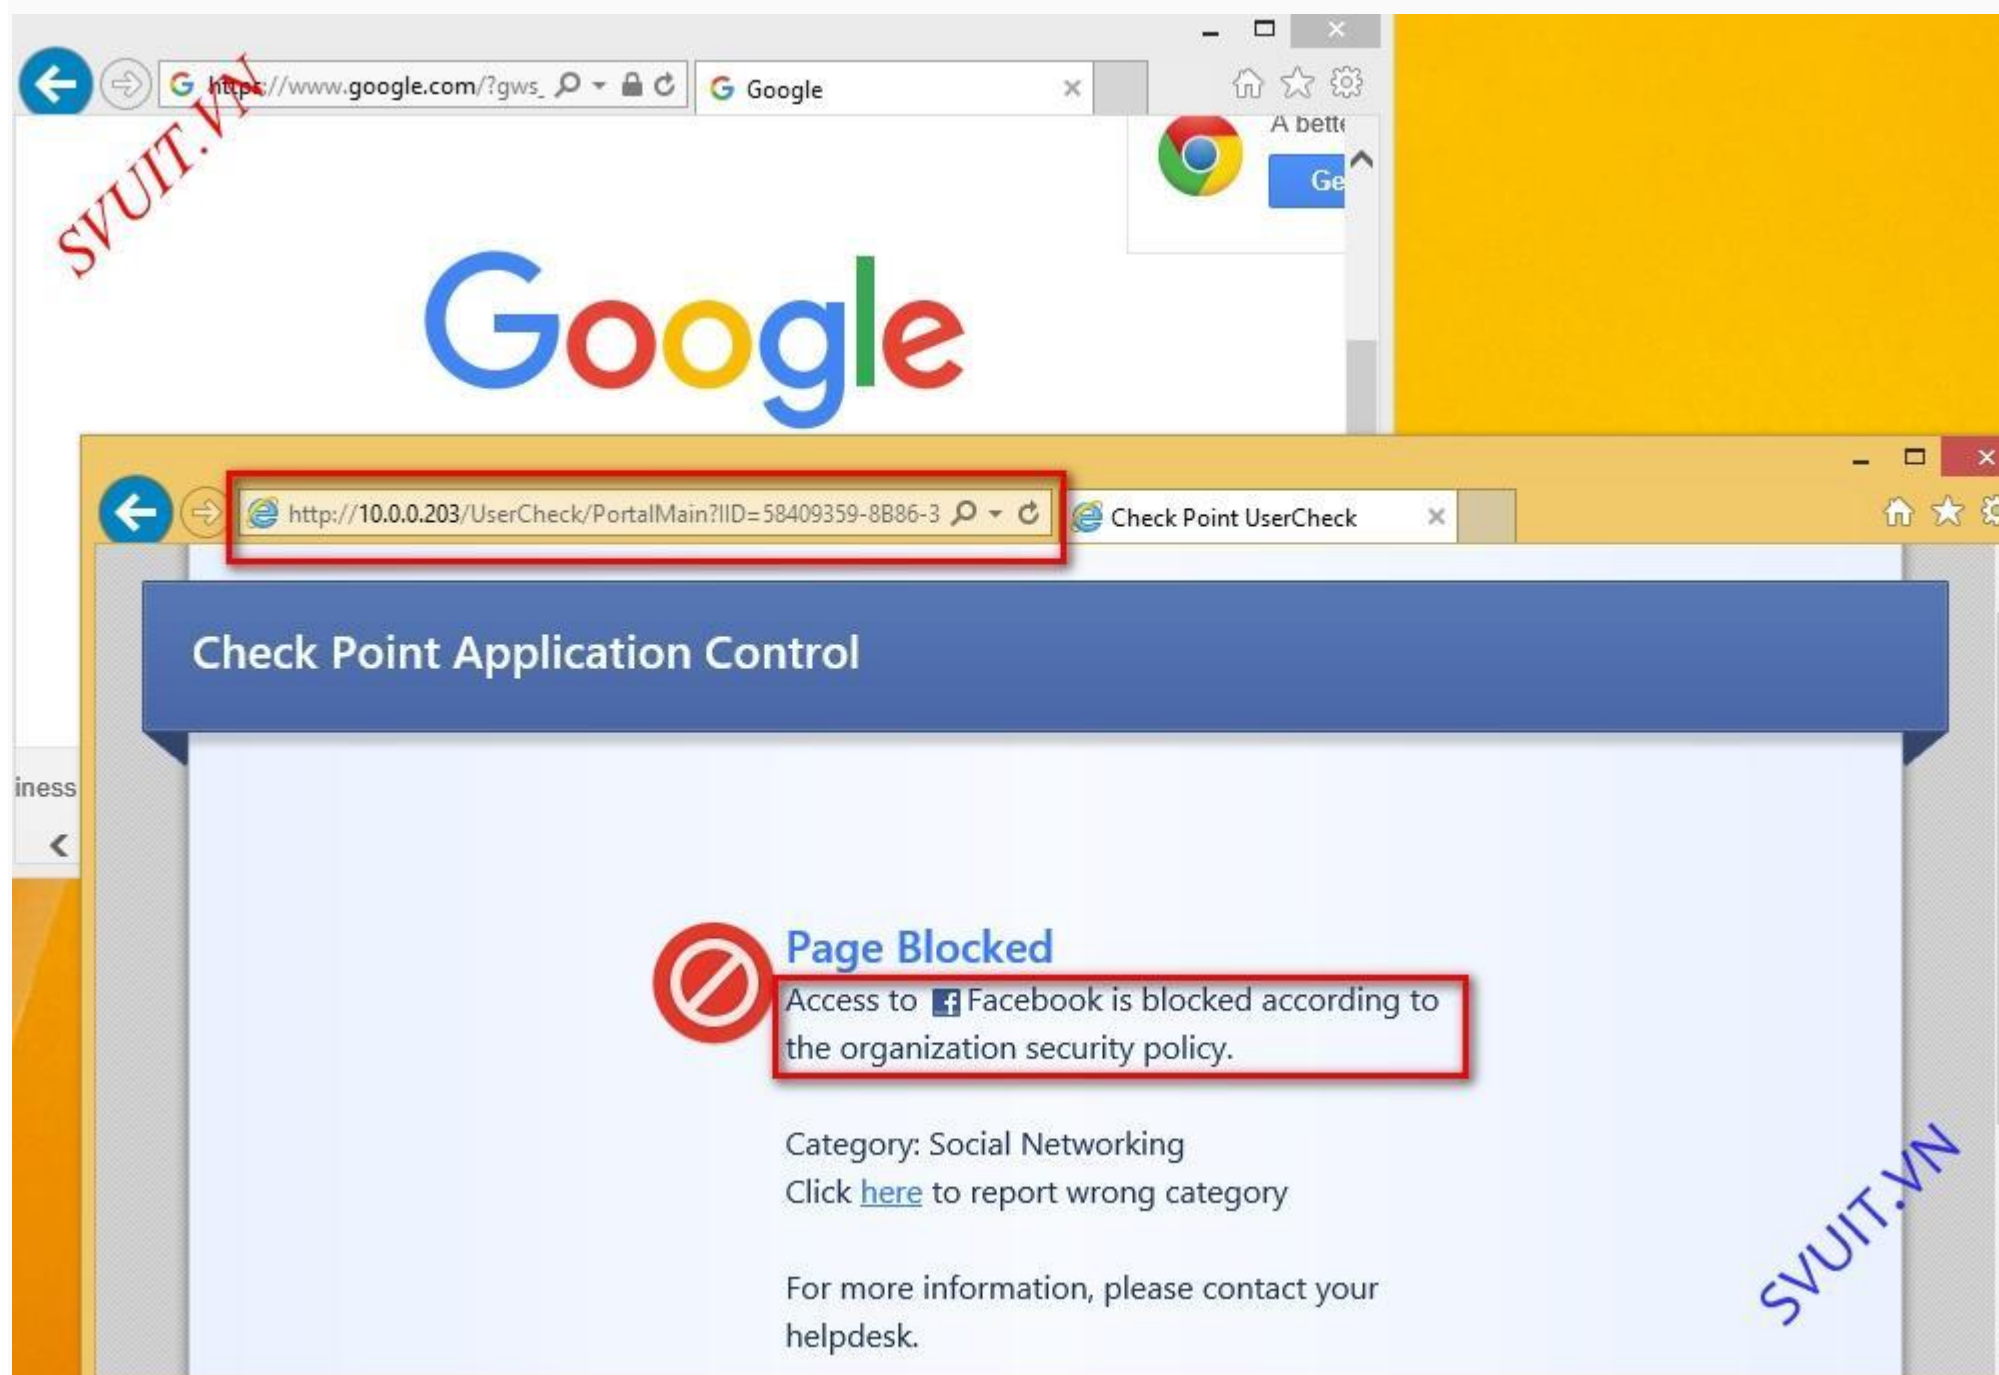 https://www.google.com/?gws_
Google
A bette
Ge
SVUIT.VN
Google
http://10.0.0.203/UserCheck/PortalMain?IID=58409359-8B86-3
Check Point UserCheck
Check Point Application Control
iness
Page Blocked
Access to Facebook is blocked according to
the organization security policy.
Category: Social Networking
Click here to report wrong category
For more information, please contact your
helpdesk.
SVUIT.VN